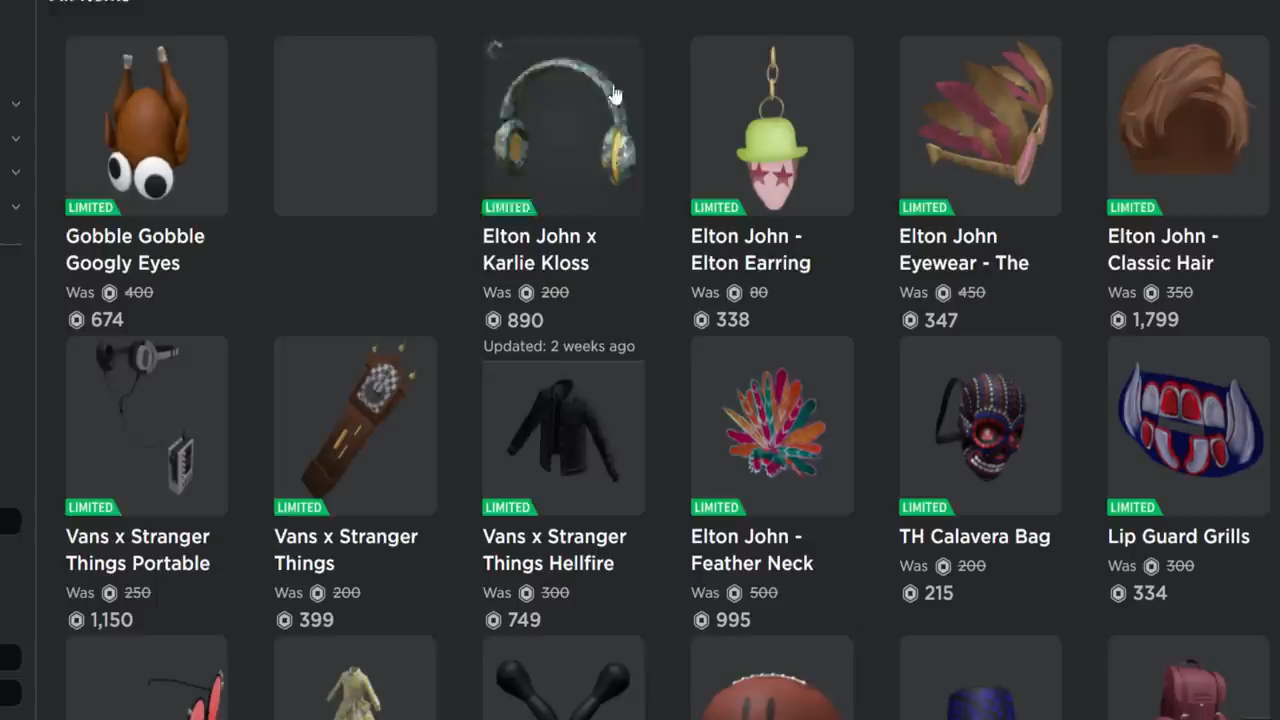 LIMITED
Gobble Gobble
Googly Eyes
Was 400
674
LIMITED
Elton John x
Karlie Kloss
Was 200
890
Updated: 2 weeks ago
LIMITED
Elton John -
Elton Earring
Was 80
338
LIMITED
Elton John
Eyewear - The
Was 450
347
LIMITED
Elton John -
Classic Hair
Was 350
1,799
LIMITED
Vans x Stranger
Things Portable
Was 250
1,150
LIMITED
Vans x Stranger
Things
Was 200
399
Vans x Stranger
Things Hellfire
Was 300
749
LIMITED
Elton John -
Feather Neck
Was 500
995
LIMITED
TH Calavera Bag
Was 200
215
LIMITED
Lip Guard Grills
Was 300
334